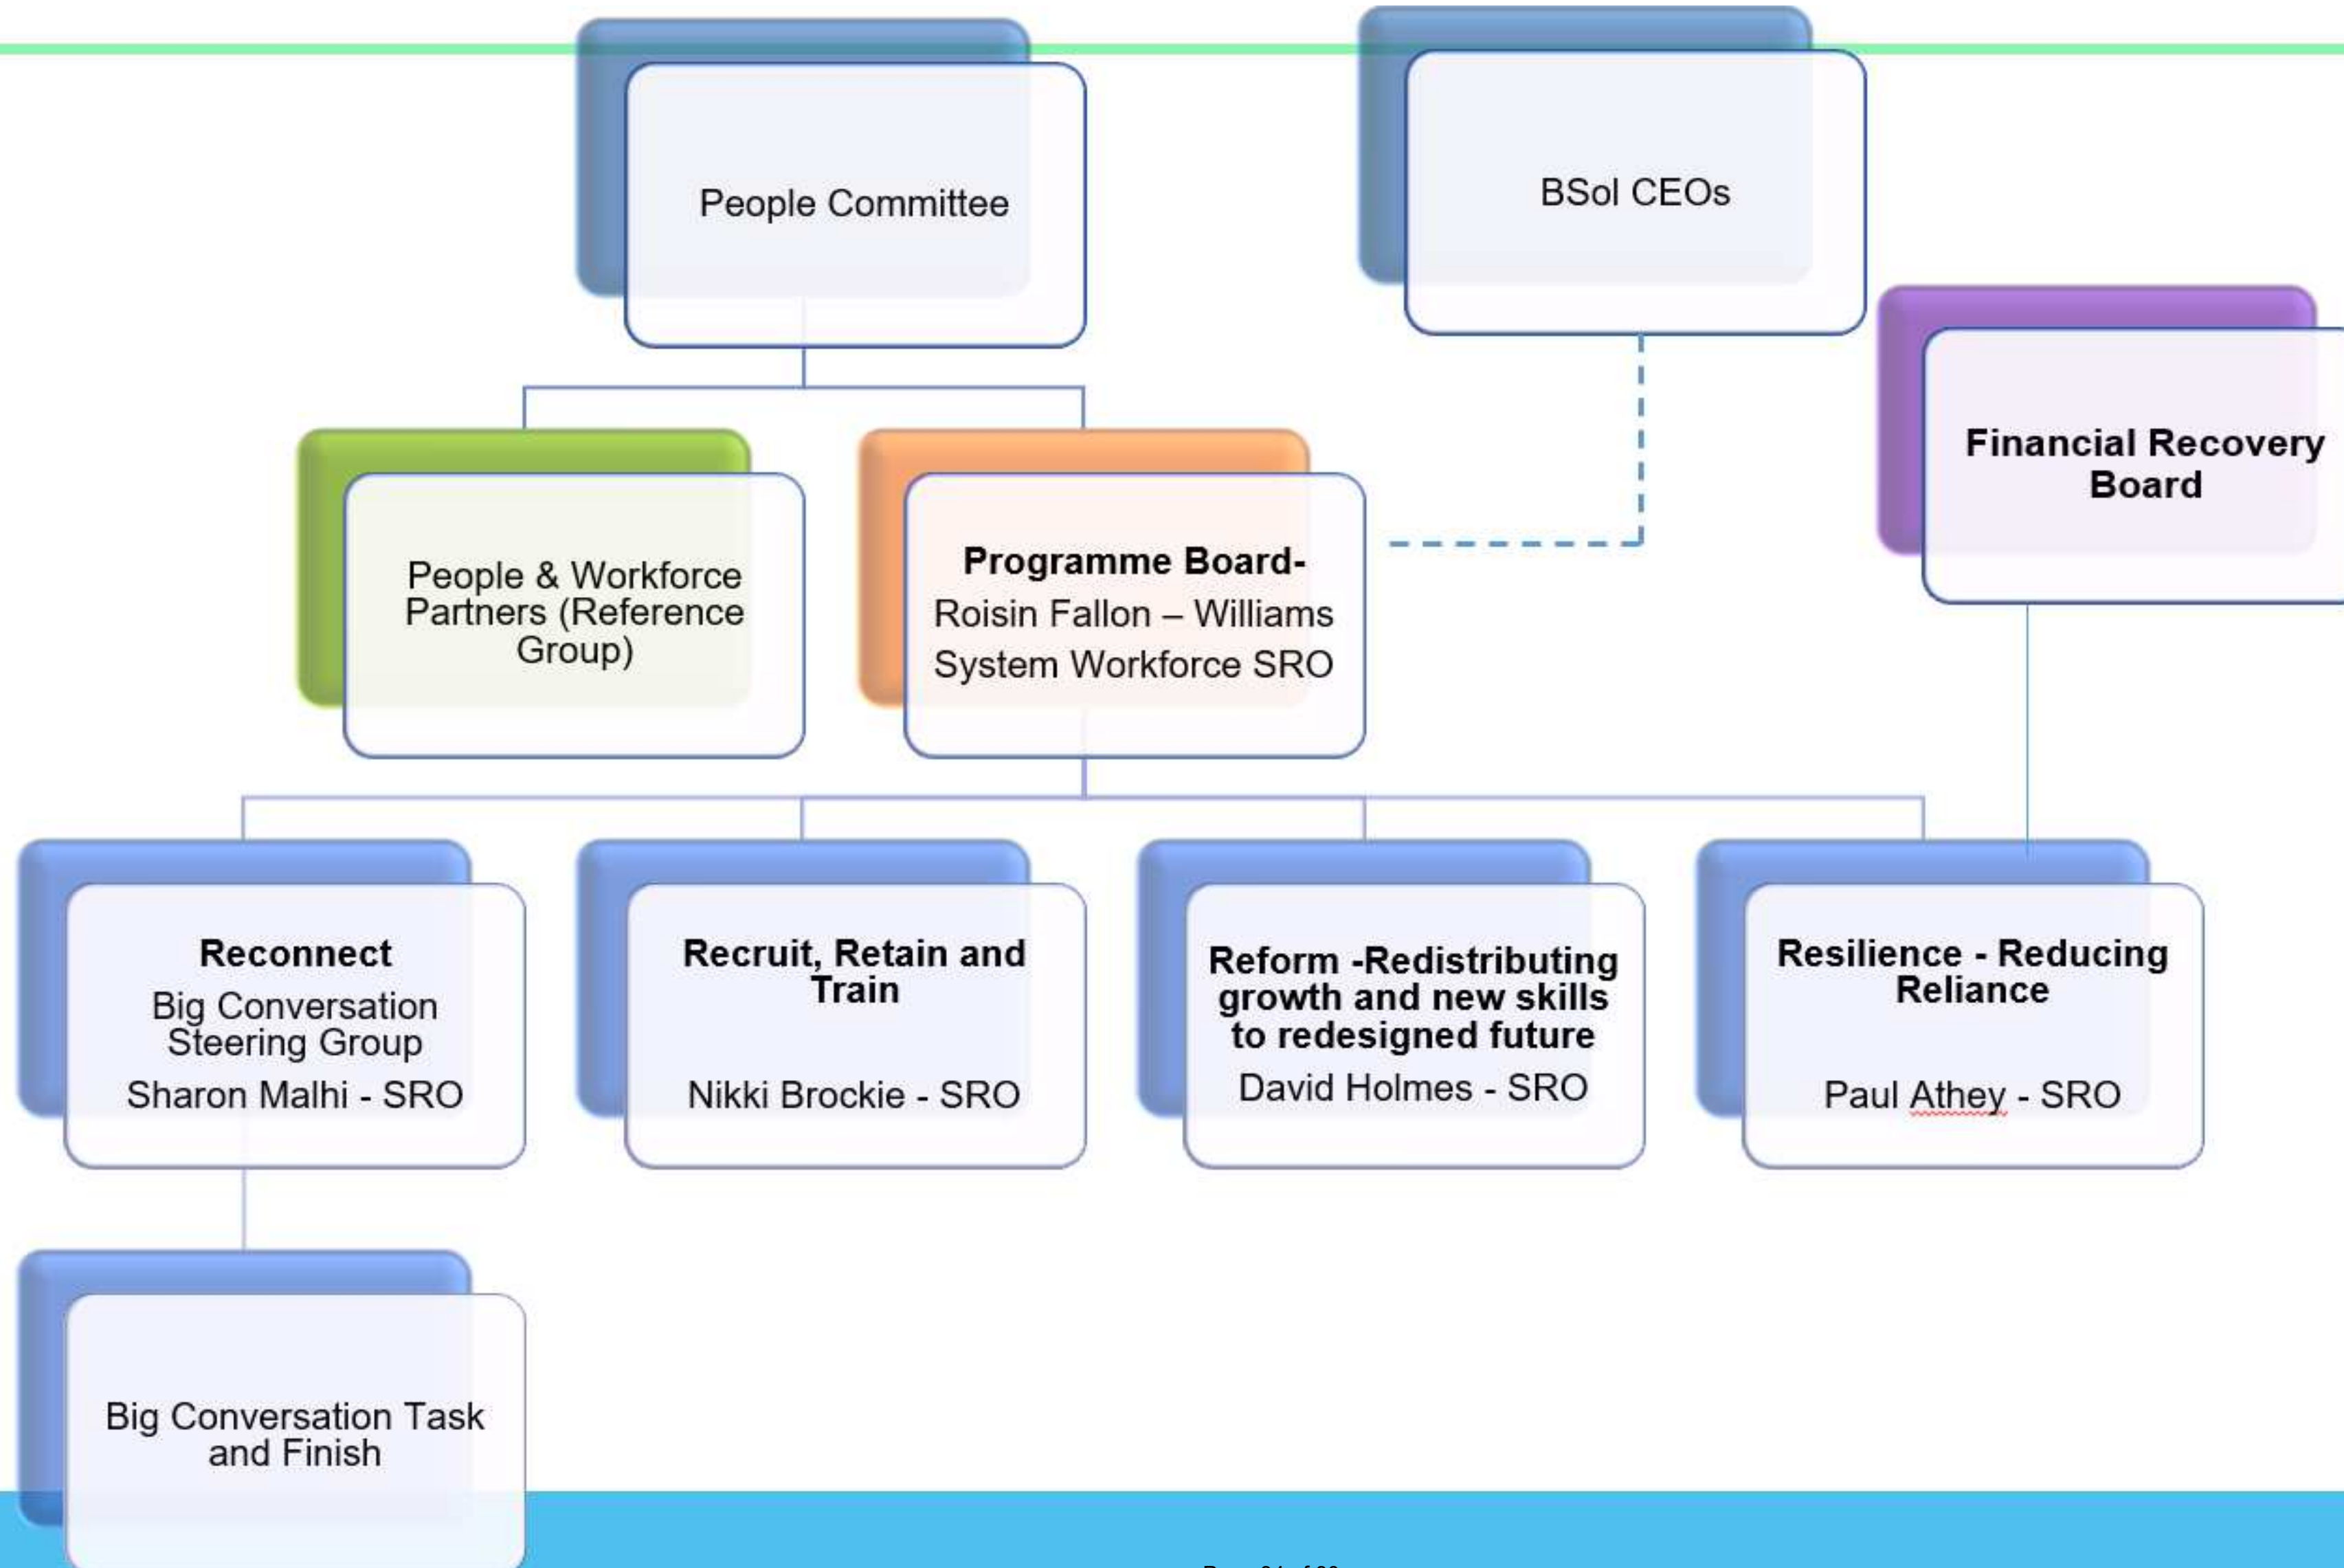 People Committee
BSol CEOs
Financial Recovery
Board
People & Workforce
Partners (Reference
Group)
Programme Board-
Roisin Fallon – Williams
System Workforce SRO
Reconnect
Big Conversation
Steering Group
Sharon Malhi - SRO
Recruit, Retain and
Train
Nikki Brockie - SRO
Reform -Redistributing
growth and new skills
to redesigned future
David Holmes - SRO
Resilience - Reducing
Reliance
Paul Athey - SRO
Big Conversation Task
and Finish